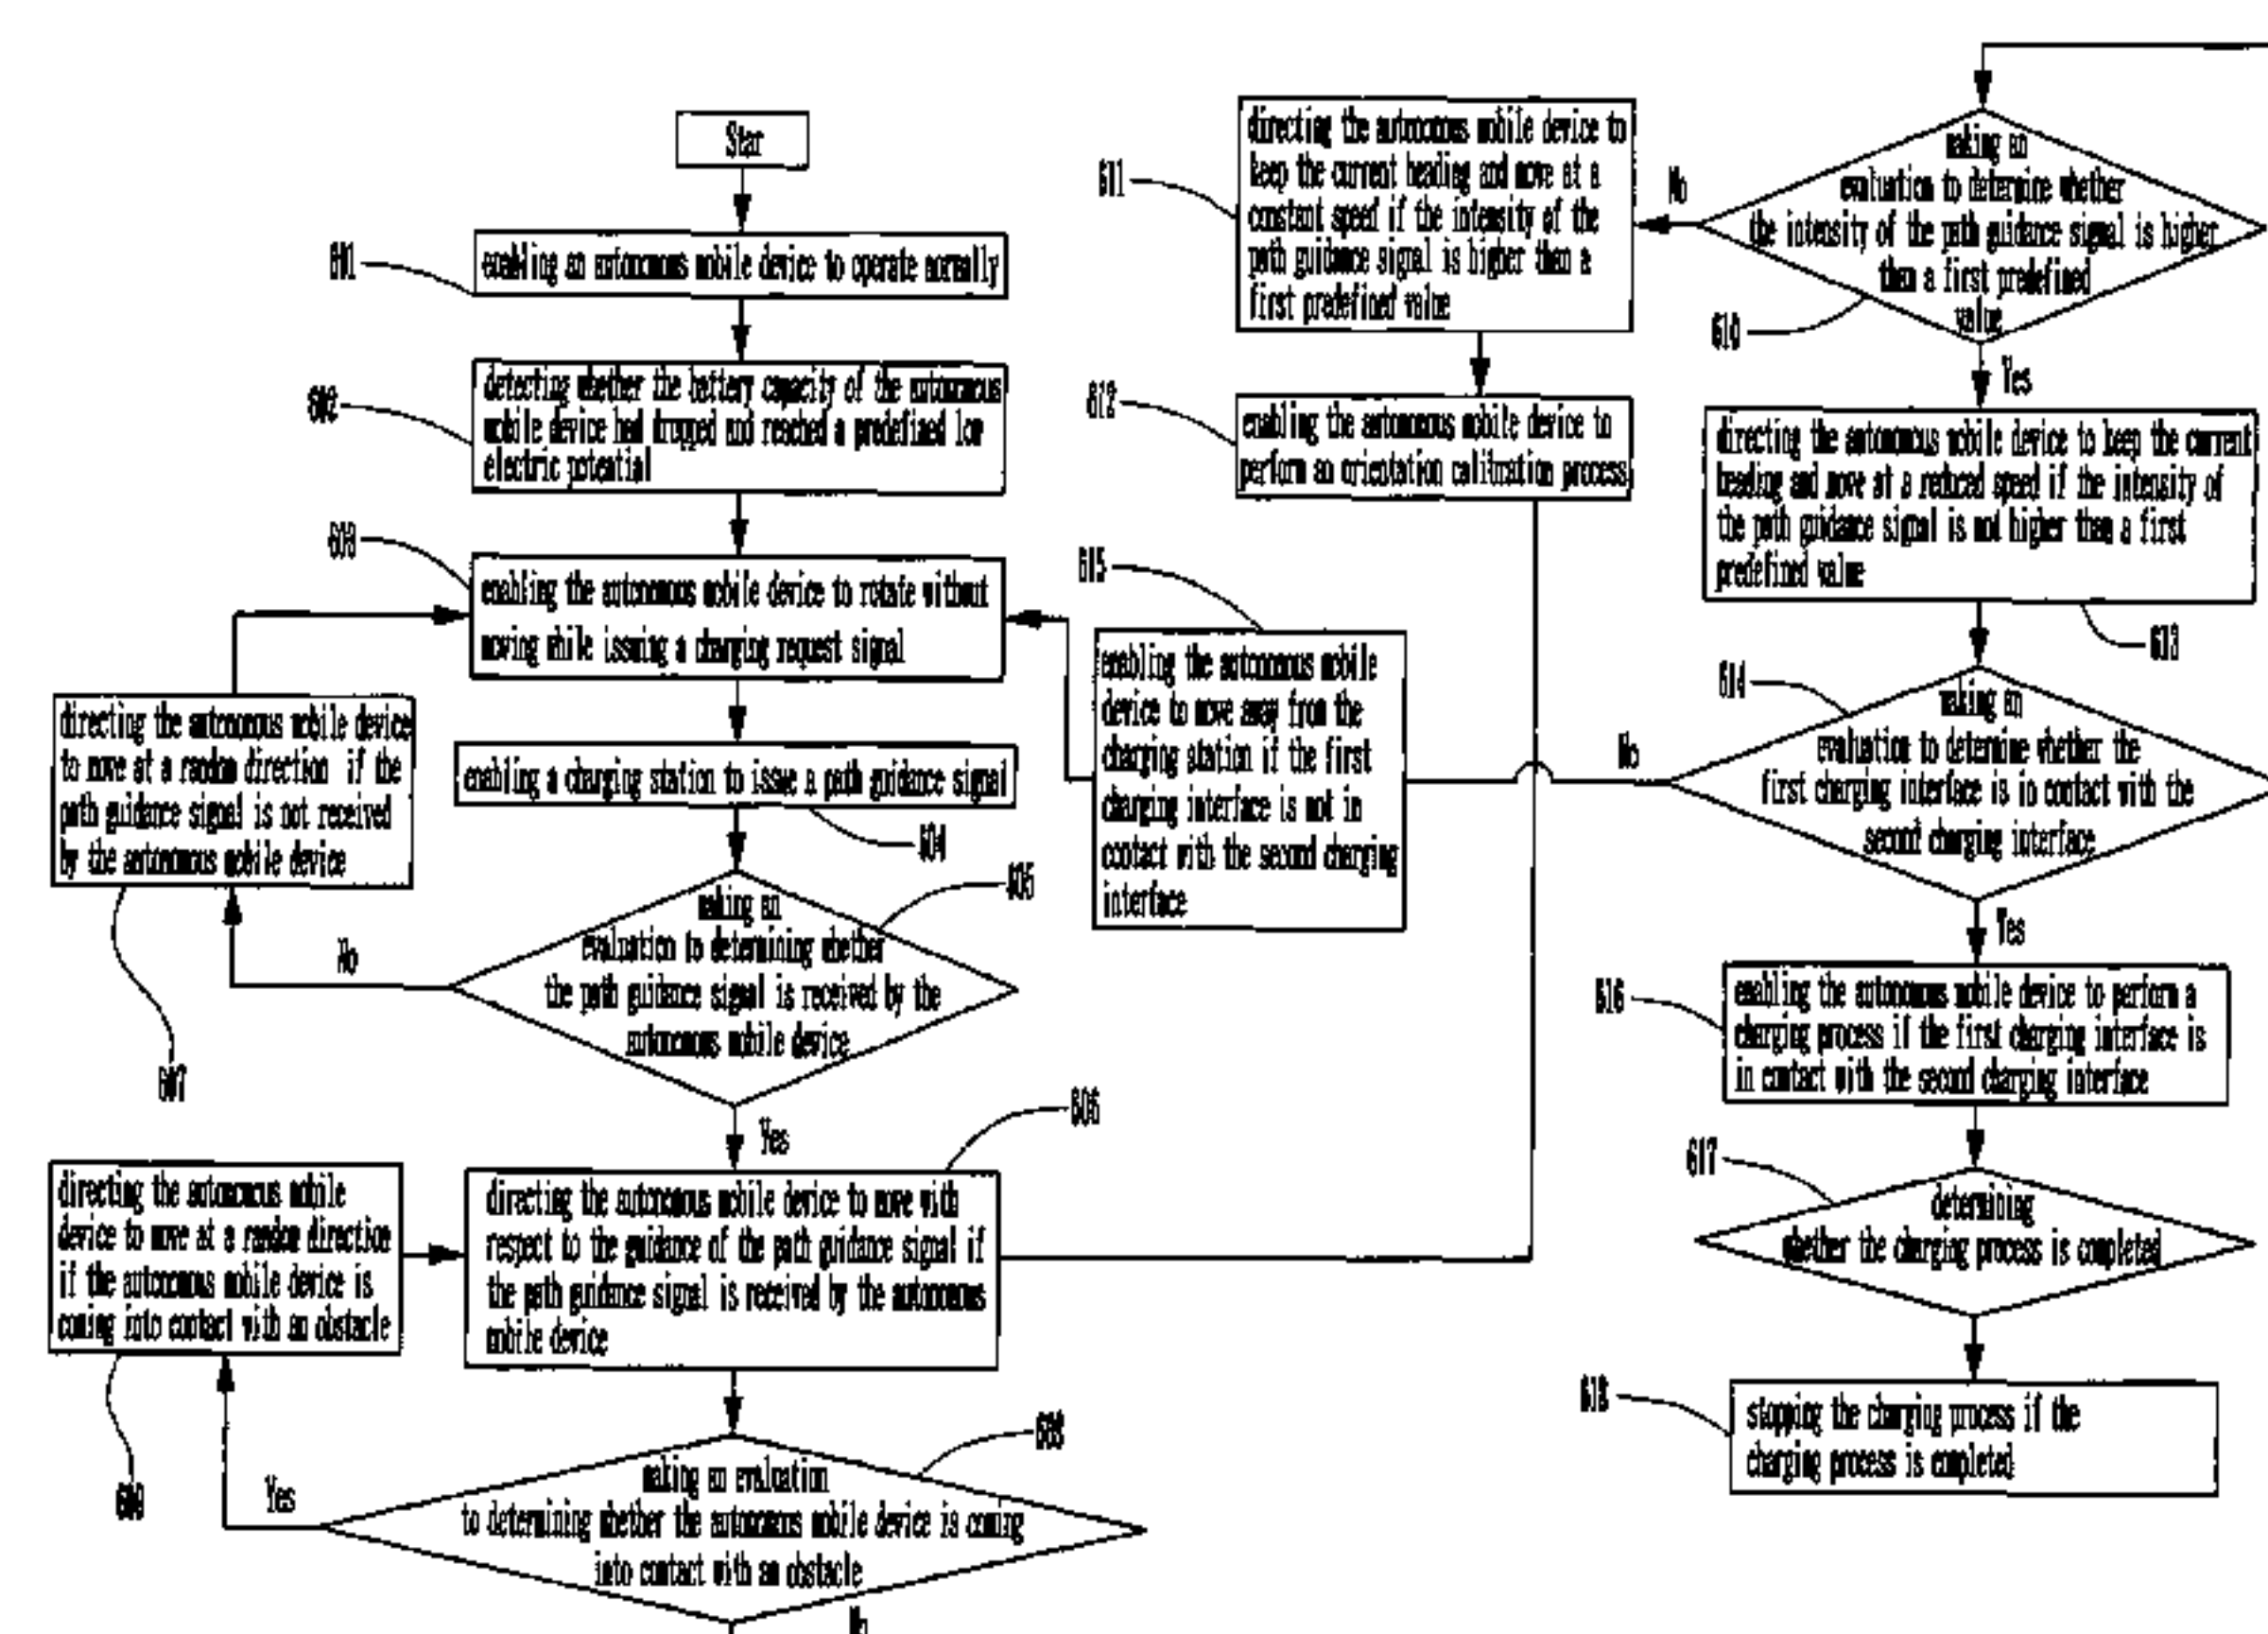 Star
601
enabling an autonomous mobile device to operate normally
602
detecting whether the battery capacity of the autonomous
mobile device had dropped and reached a predefined low
electric potential
603
enabling the autonomous mobile device to rotate without
moving while issuing a charging request signal
enabling a charging station to issue a path guidance signal
604
605
making an
evaluation to determining whether
the path guidance signal is received by the
autonomous mobile device
No
Yes
directing the autonomous mobile device
to move at a random direction if the
path guidance signal is not received
by the autonomous mobile device
607
606
directing the autonomous mobile device to move with
respect to the guidance of the path guidance signal if
the path guidance signal is received by the autonomous
mobile device
directing the autonomous mobile
device to move at a random direction
if the autonomous mobile device is
coming into contact with an obstacle
609
608
making an evaluation
to determining whether the autonomous mobile device is coming
into contact with an obstacle
Yes
No
611
directing the autonomous mobile device to
keep the current heading and move at a
constant speed if the intensity of the
path guidance signal is higher than a
first predefined value
612
enabling the autonomous mobile device to
perform an orientation calibration process
615
enabling the autonomous mobile
device to move away from the
charging station if the first
charging interface is not in
contact with the second charging
interface
making an
evaluation to determine whether
the intensity of the path guidance signal is higher
than a first predefined
value
610
No
Yes
directing the autonomous mobile device to keep the current
heading and move at a reduced speed if the intensity of
the path guidance signal is not higher than a first
predefined value
613
614
making an
evaluation to determine whether the
first charging interface is in contact with the
second charging interface
No
Yes
616
enabling the autonomous mobile device to perform a
charging process if the first charging interface is
in contact with the second charging interface
617
determining
whether the charging process is completed
618
stopping the charging process if the
charging process is completed